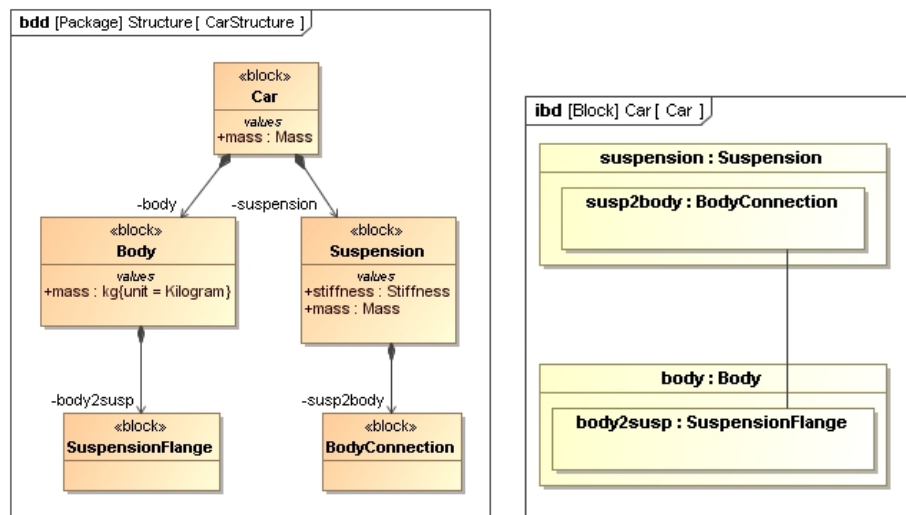 bdd [Package] Structure [ CarStructure ]
«block»
Car
values
+mass : Mass
-body
-suspension
«block»
Body
values
+mass : kg{unit = Kilogram}
«block»
Suspension
values
+stiffness : Stiffness
+mass : Mass
-body2susp
-susp2body
«block»
SuspensionFlange
«block»
BodyConnection
ibd [Block] Car [ Car ]
suspension : Suspension
susp2body : BodyConnection
body : Body
body2susp : SuspensionFlange